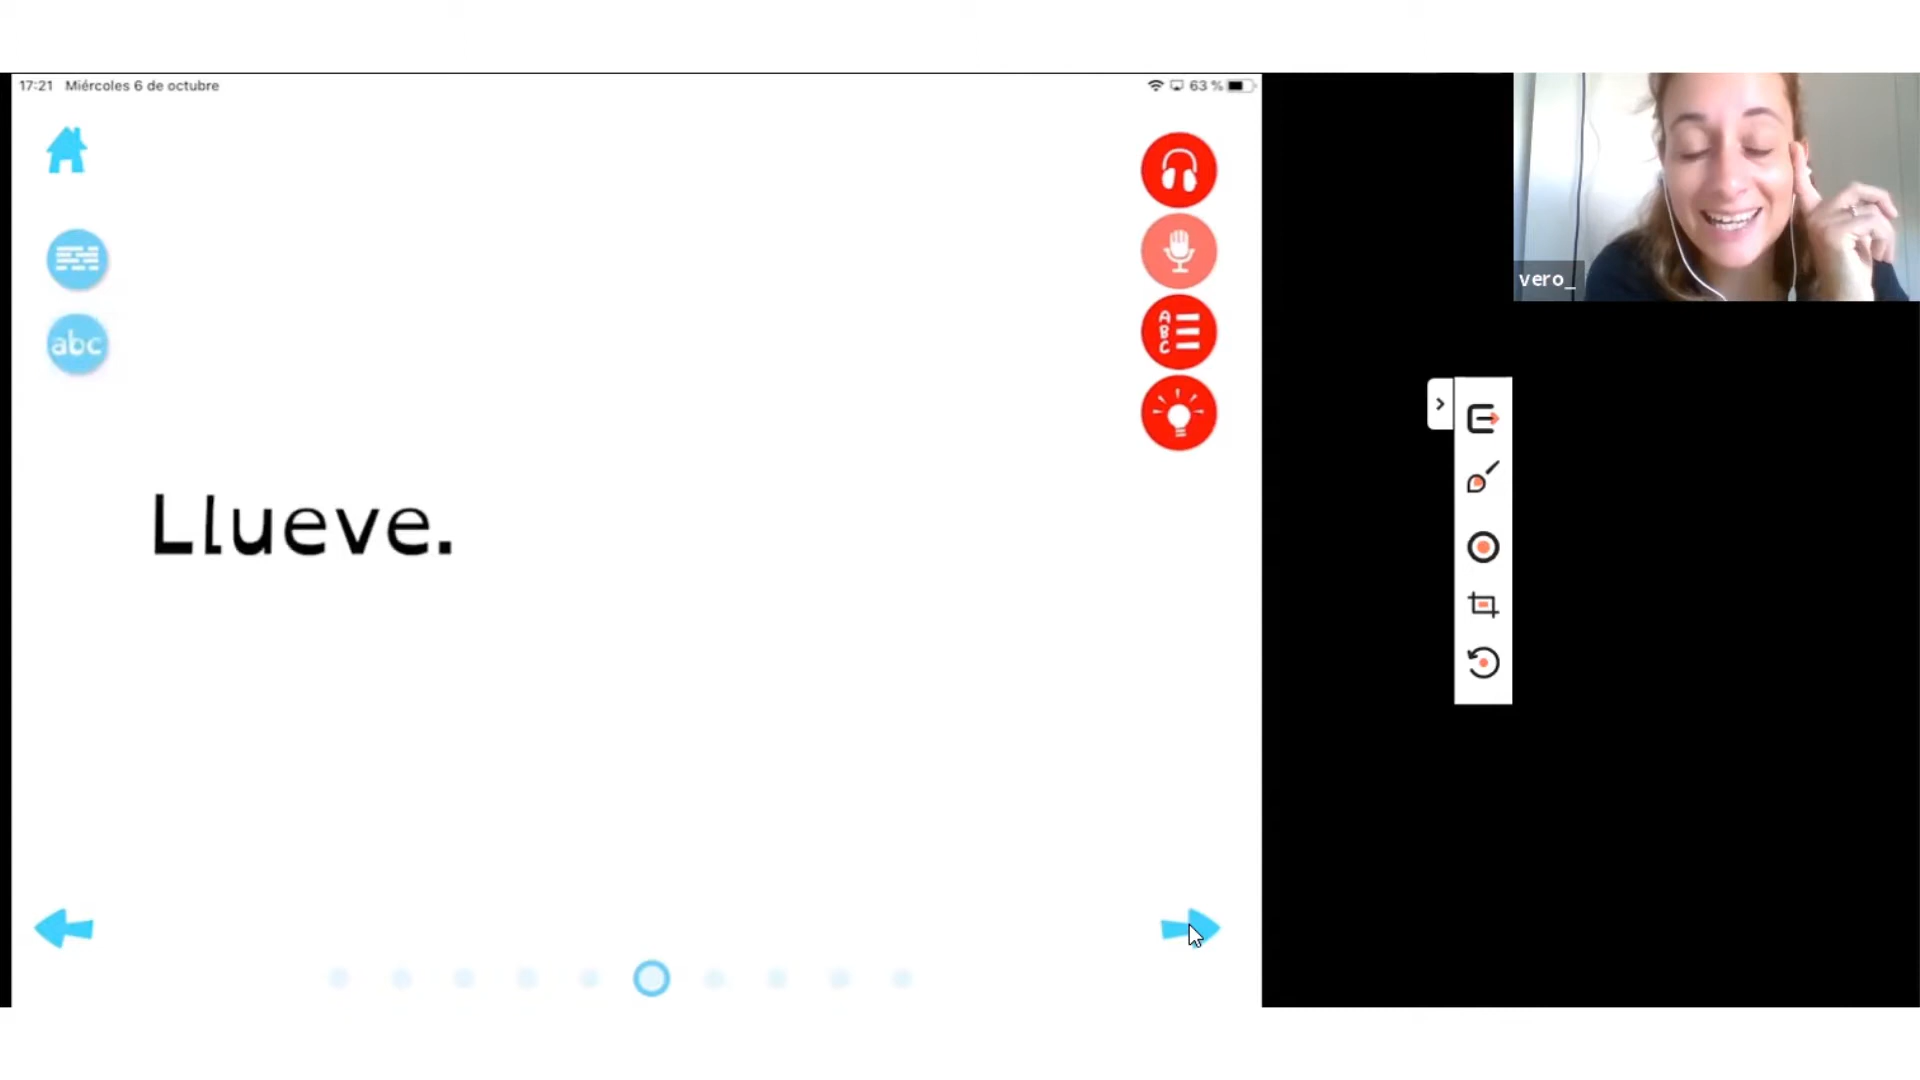 17:21 Miércoles 6 de octubre
63 %
abc
A
B
C
Llueve.
vero_